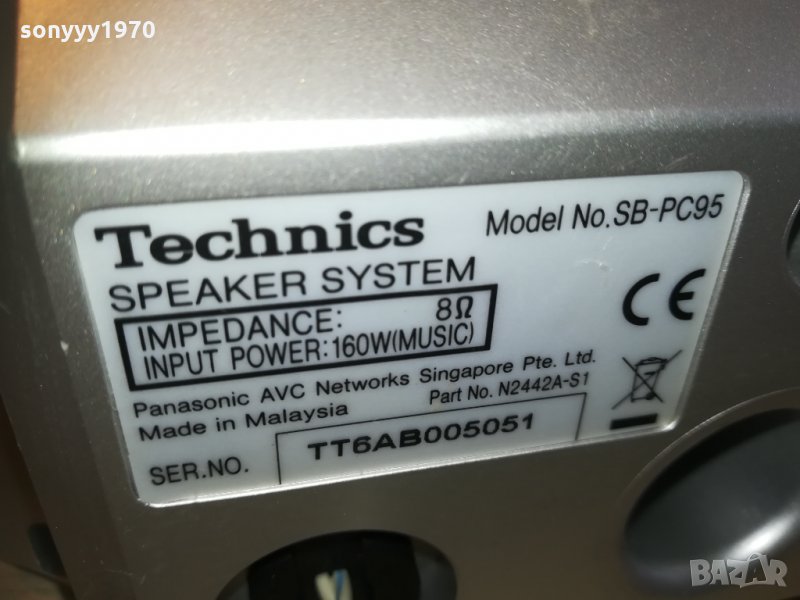 sonyyy1970
Technics
Model No.SB-PC95
SPEAKER SYSTEM
IMPEDANCE: 8Ω
INPUT POWER:160W(MUSIC)
CE
Panasonic AVC Networks Singapore Pte. Ltd.
Made in Malaysia
Part No. N2442A-S1
SER.NO. TT6AB005051
BAZAR